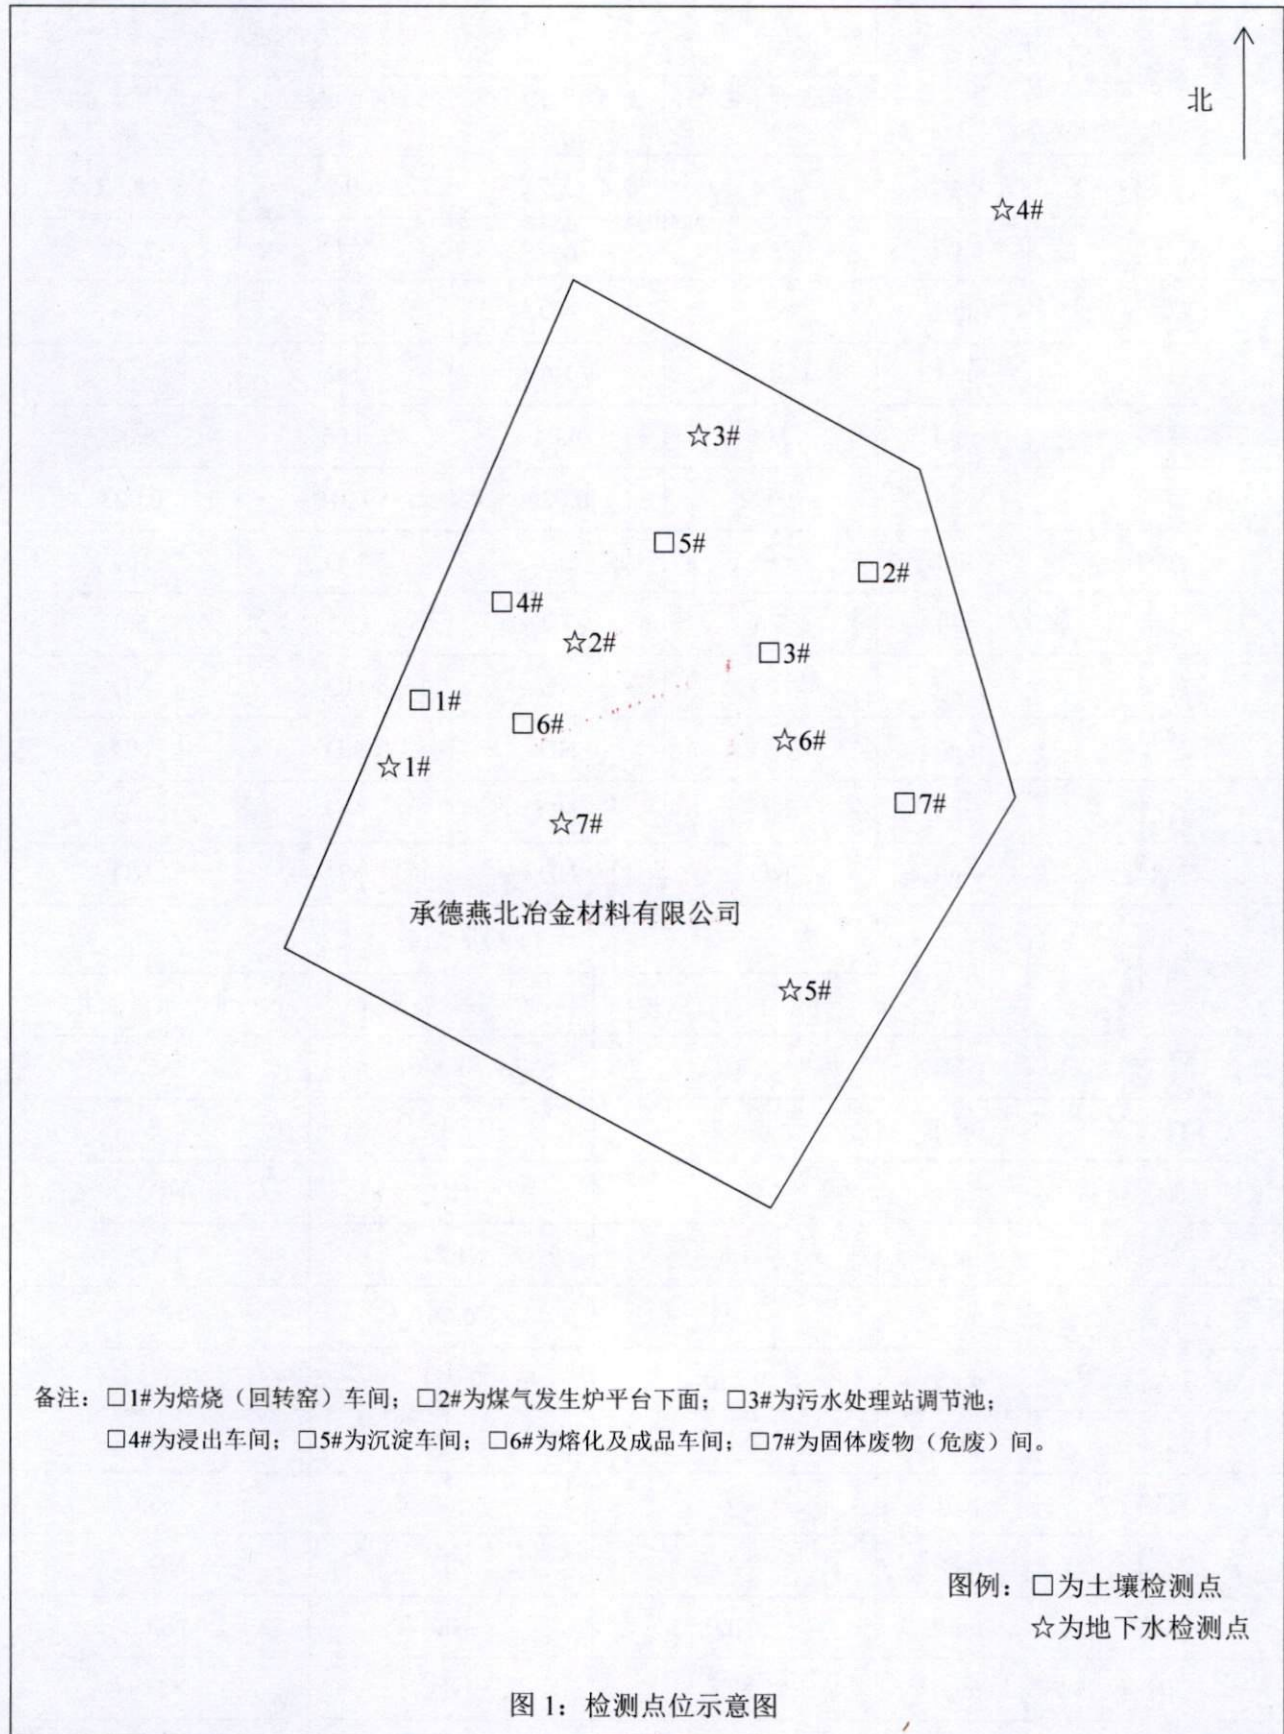 北
☆4#
☆3#
□5#
□2#
□4#
☆2#
□3#
□1#
□6#
☆6#
☆1#
□7#
☆7#
承德燕北冶金材料有限公司
☆5#
备注：□1#为焙烧（回转窑）车间；□2#为煤气发生炉平台下面；□3#为污水处理站调节池；
□4#为浸出车间；□5#为沉淀车间；□6#为熔化及成品车间；□7#为固体废物（危废）间。
图例：□为土壤检测点
☆为地下水检测点
图 1：检测点位示意图